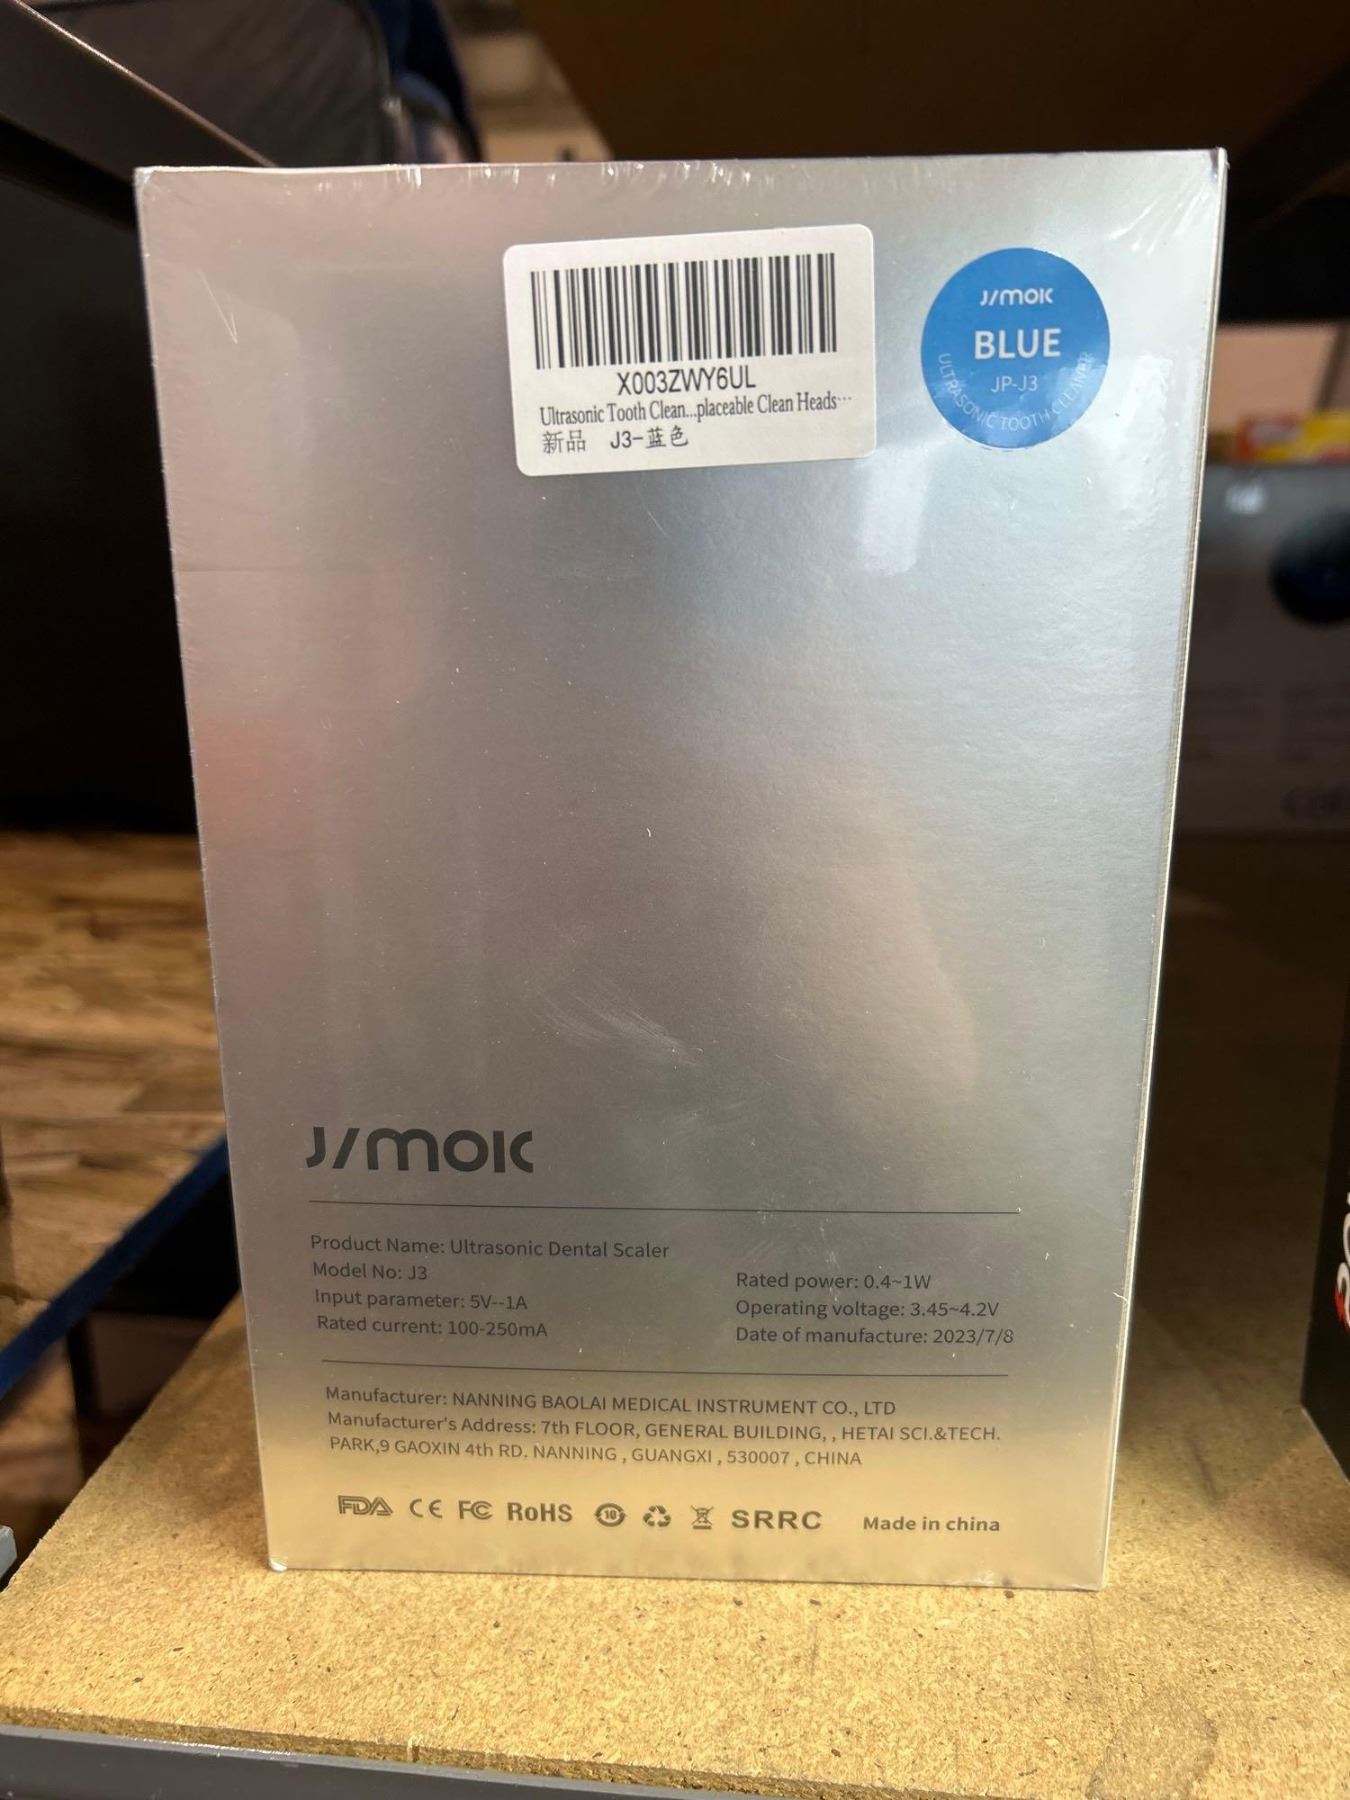 X003ZWY6UL
Ultrasonic Tooth Clean...placeable Clean Heads...
新品 J3-蓝色
J/MOK
BLUE
JP-J3
ULTRASONIC TOOTH CLEANER
J/MOK
Product Name: Ultrasonic Dental Scaler
Model No: J3
Input parameter: 5V--1A
Rated current: 100-250mA
Rated power: 0.4~1W
Operating voltage: 3.45~4.2V
Date of manufacture: 2023/7/8
Manufacturer: NANNING BAOLAI MEDICAL INSTRUMENT CO., LTD
Manufacturer's Address: 7th FLOOR, GENERAL BUILDING, , HETAI SCI.&TECH.
PARK,9 GAOXIN 4th RD. NANNING , GUANGXI , 530007 , CHINA
FDA CE FC RoHS 10 SRRC Made in china